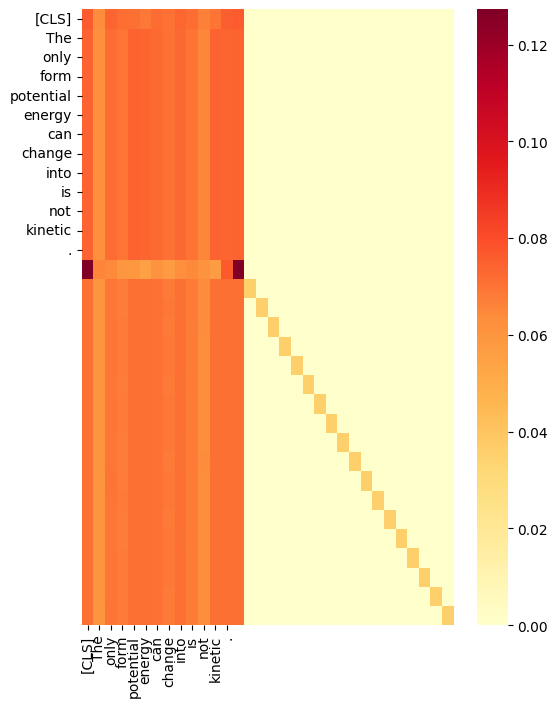 [CLS]
The
only
form
potential
energy
can
change
into
is
not
kinetic
.
[CLS]
The
only
form
potential
energy
can
change
into
is
not
kinetic
.
0.12
0.10
0.08
0.06
0.04
0.02
0.00